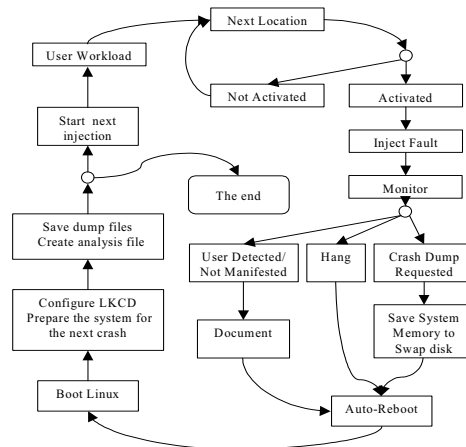 Next Location
User Workload
Not Activated
Activated
Start next
injection
Inject Fault
Monitor
The end
Save dump files
Create analysis file
User Detected/
Not Manifested
Hang
Crash Dump
Requested
Configure LKCD
Prepare the system for
the next crash
Document
Save System
Memory to
Swap disk
Boot Linux
Auto-Reboot